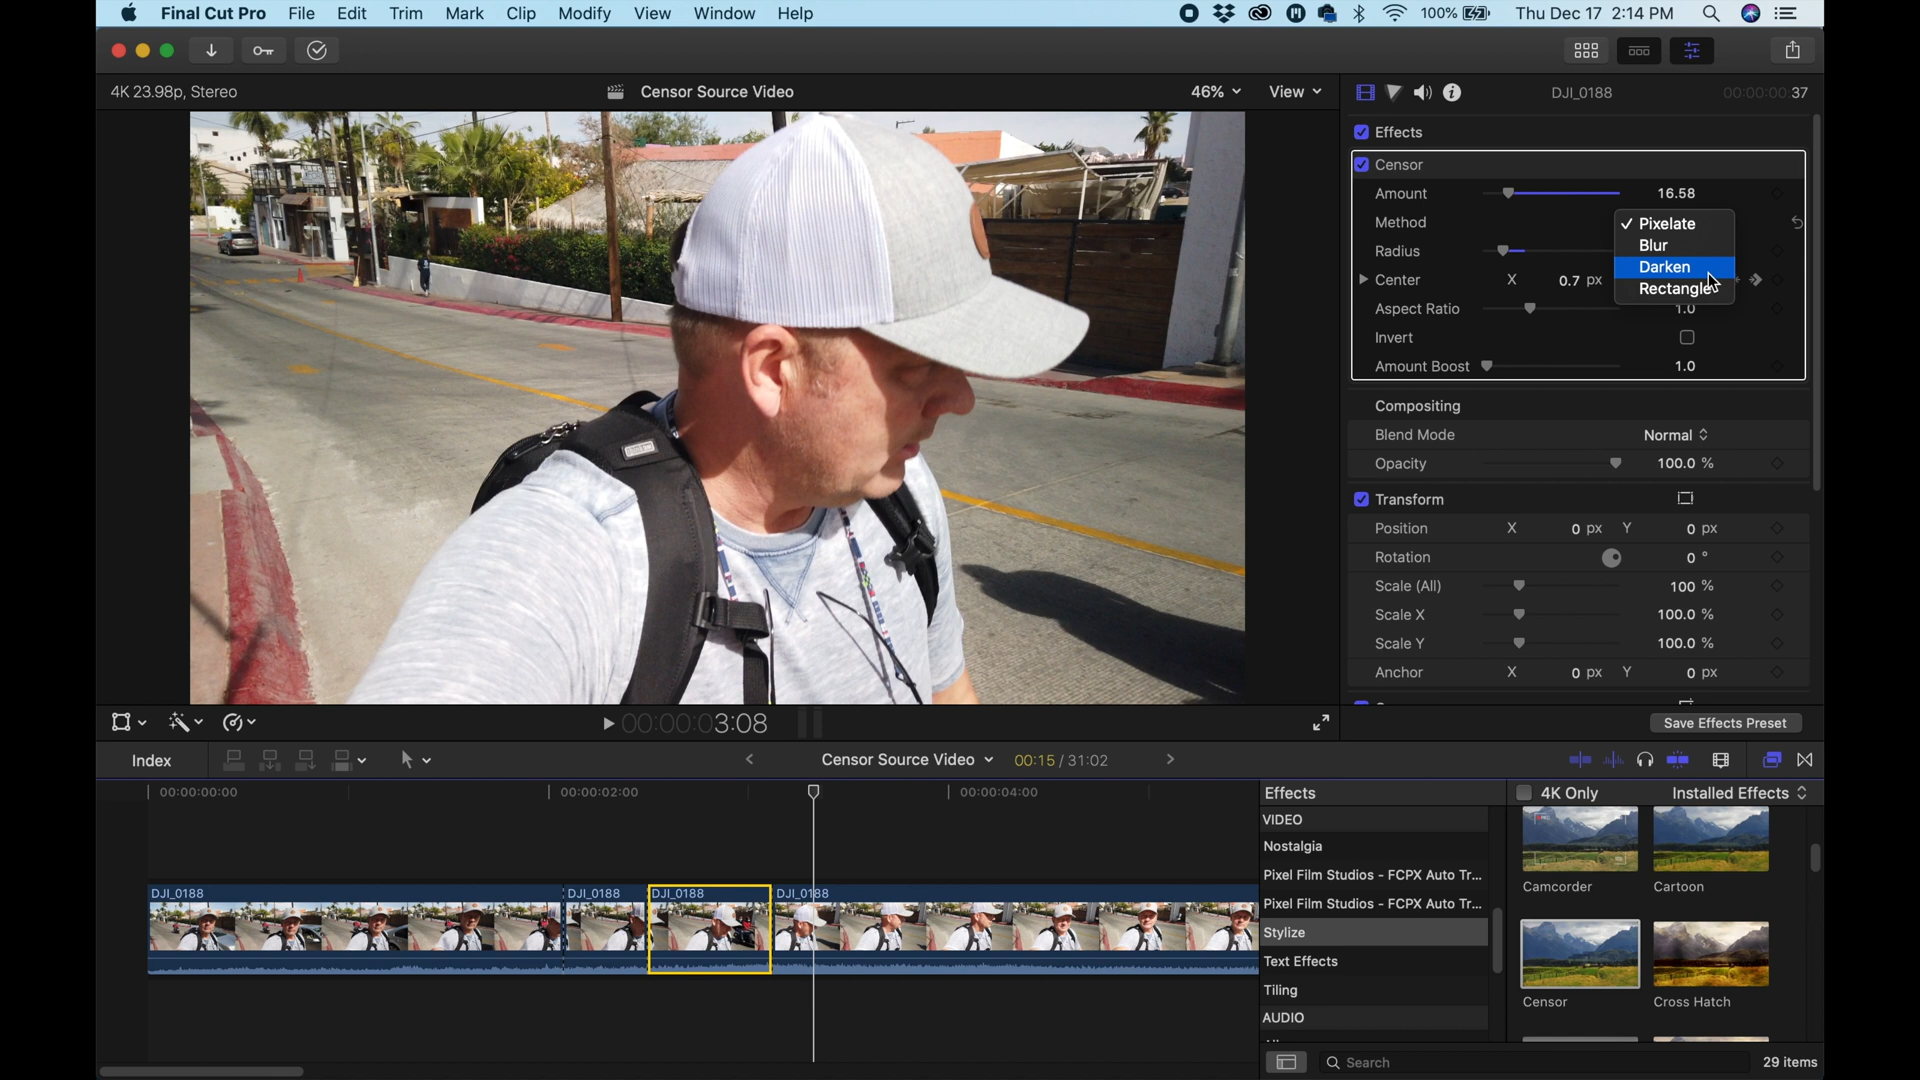 Final Cut Pro File Edit Trim Mark Clip Modify View Window Help 100% Thu Dec 17 2:14 PM
4K 23.98p, Stereo Censor Source Video 46% View DJI_0188 00:00:00:37
Effects
Censor
Amount 16.58
Method Pixelate
Blur
Radius
Darken
Center X 0.7 px
Rectangle
Aspect Ratio 1.0
Invert
Amount Boost 1.0
Compositing
Blend Mode Normal
Opacity 100.0 %
Transform
Position X 0 px Y 0 px
Rotation 0 °
Scale (All) 100 %
Scale X 100.0 %
Scale Y 100.0 %
Anchor X 0 px Y 0 px
00:00:03:08 Save Effects Preset
Index Censor Source Video 00:15 / 31:02
00:00:00:00 00:00:02:00 00:00:04:00
DJI_0188 DJI_0188 DJI_0188 DJI_0188
Effects 4K Only Installed Effects
VIDEO
Nostalgia
Pixel Film Studios - FCPX Auto Tr...
Pixel Film Studios - FCPX Auto Tr...
Stylize
Text Effects
Tiling
AUDIO
Camcorder Cartoon
Censor Cross Hatch
Search 29 items